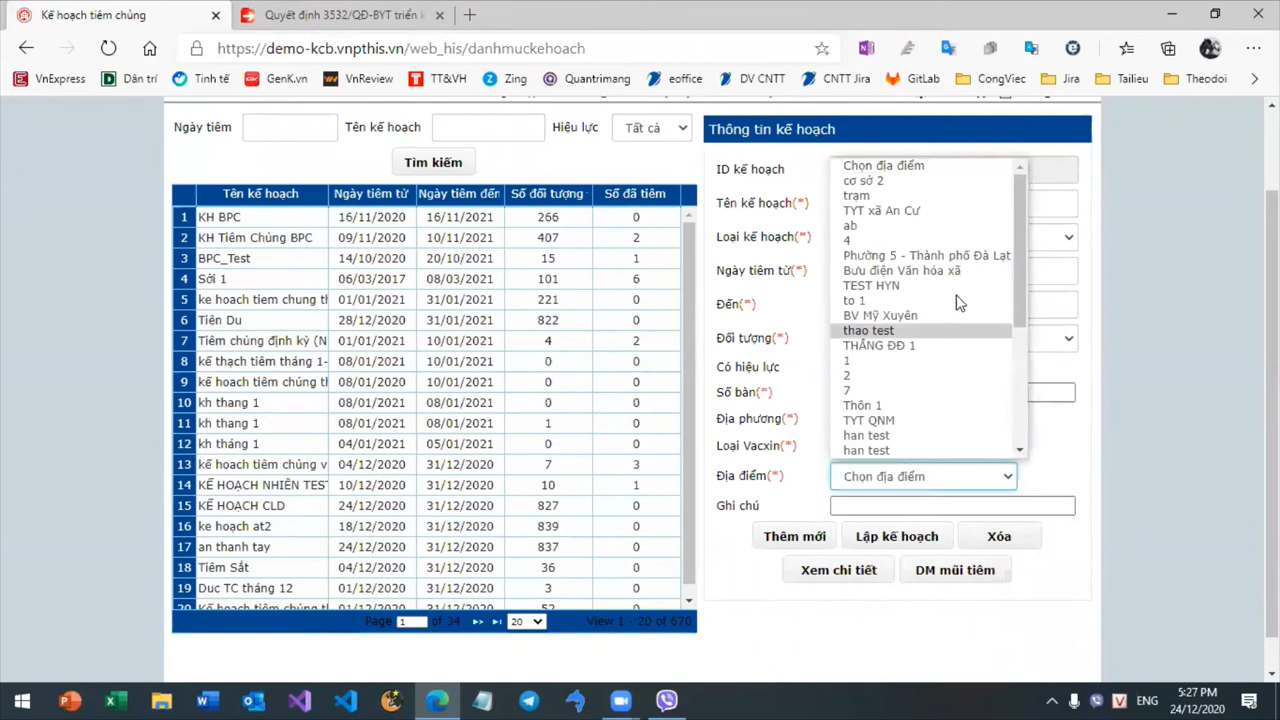 Kế hoạch tiêm chủng
Quyết định 3532/QĐ-BYT triển k
https://demo-kcb.vnpthis.vn/web_his/danhmuckehoach
VnExpress Dân trí Tinh tế GenK.vn VnReview TT&VH Zing Quantrimang eoffice DV CNTT CNTT Jira GitLab CongViec Jira Tailieu Theodoi
Ngày tiêm Tên kế hoạch Hiệu lực Tất cả
Tìm kiếm
Tên kế hoạch Ngày tiêm từ Ngày tiêm đến Số đối tượng Số đã tiêm
1 KH BPC 16/11/2020 16/11/2021 266 0
2 KH Tiêm Chủng BPC 09/11/2020 10/11/2021 407 2
3 BPC_Test 14/10/2020 20/10/2021 15 1
4 Sởi 1 06/03/2017 08/03/2021 101 6
5 ke hoach tiem chung th 01/01/2021 31/01/2021 221 0
6 Tiên Du 28/12/2020 31/01/2021 822 0
7 Tiêm chủng định kỳ (N 01/01/2021 10/01/2021 4 2
8 kế thạch tiêm tháng 1- 08/01/2021 10/01/2021 0 0
9 kế hoach tiêm chủng th 08/01/2021 10/01/2021 0 0
10 kh thang 1 08/01/2021 08/01/2021 0 0
11 kh thang 1 08/01/2021 08/01/2021 1 0
12 kh tháng 1 04/01/2021 05/01/2021 0 0
13 kế hoach tiêm chủng v 04/12/2020 31/12/2020 7 3
14 KẾ HOẠCH NHIÊN TEST 10/12/2020 31/12/2020 10 1
15 KẾ HOẠCH CLD 24/12/2020 31/12/2020 827 0
16 ke hoạch at2 18/12/2020 31/12/2020 839 0
17 an thanh tay 24/12/2020 31/12/2020 837 0
18 Tiêm Sắt 04/12/2020 31/12/2020 36 0
19 Duc TC tháng 12 01/12/2020 31/12/2020 3 0
20 Kế hoạch tiêm chủng th 01/12/2020 31/12/2020 52 0
Page 1 of 34 20 View 1 - 20 of 670
Thông tin kế hoạch
ID kế hoạch
Tên kế hoạch(*)
Loại kế hoạch(*)
Ngày tiêm từ(*)
Đến(*)
Đối tượng(*)
Có hiệu lực
Số bàn(*)
Địa phương(*)
Loại Vacxin(*)
Địa điểm(*)
Chọn địa điểm
cơ sở 2
trạm
TYT xã An Cư
ab
4
Phường 5 - Thành phố Đà Lạt
Bưu điện Văn hóa xã
TEST HYN
to 1
BV Mỹ Xuyên
thao test
THẮNG ĐĐ 1
1
2
7
Thôn 1
TYT QNM
han test
han test
Chọn địa điểm
Ghi chú
Thêm mới Lập kế hoạch Xóa
Xem chi tiết DM mũi tiêm
ENG
5:27 PM
24/12/2020